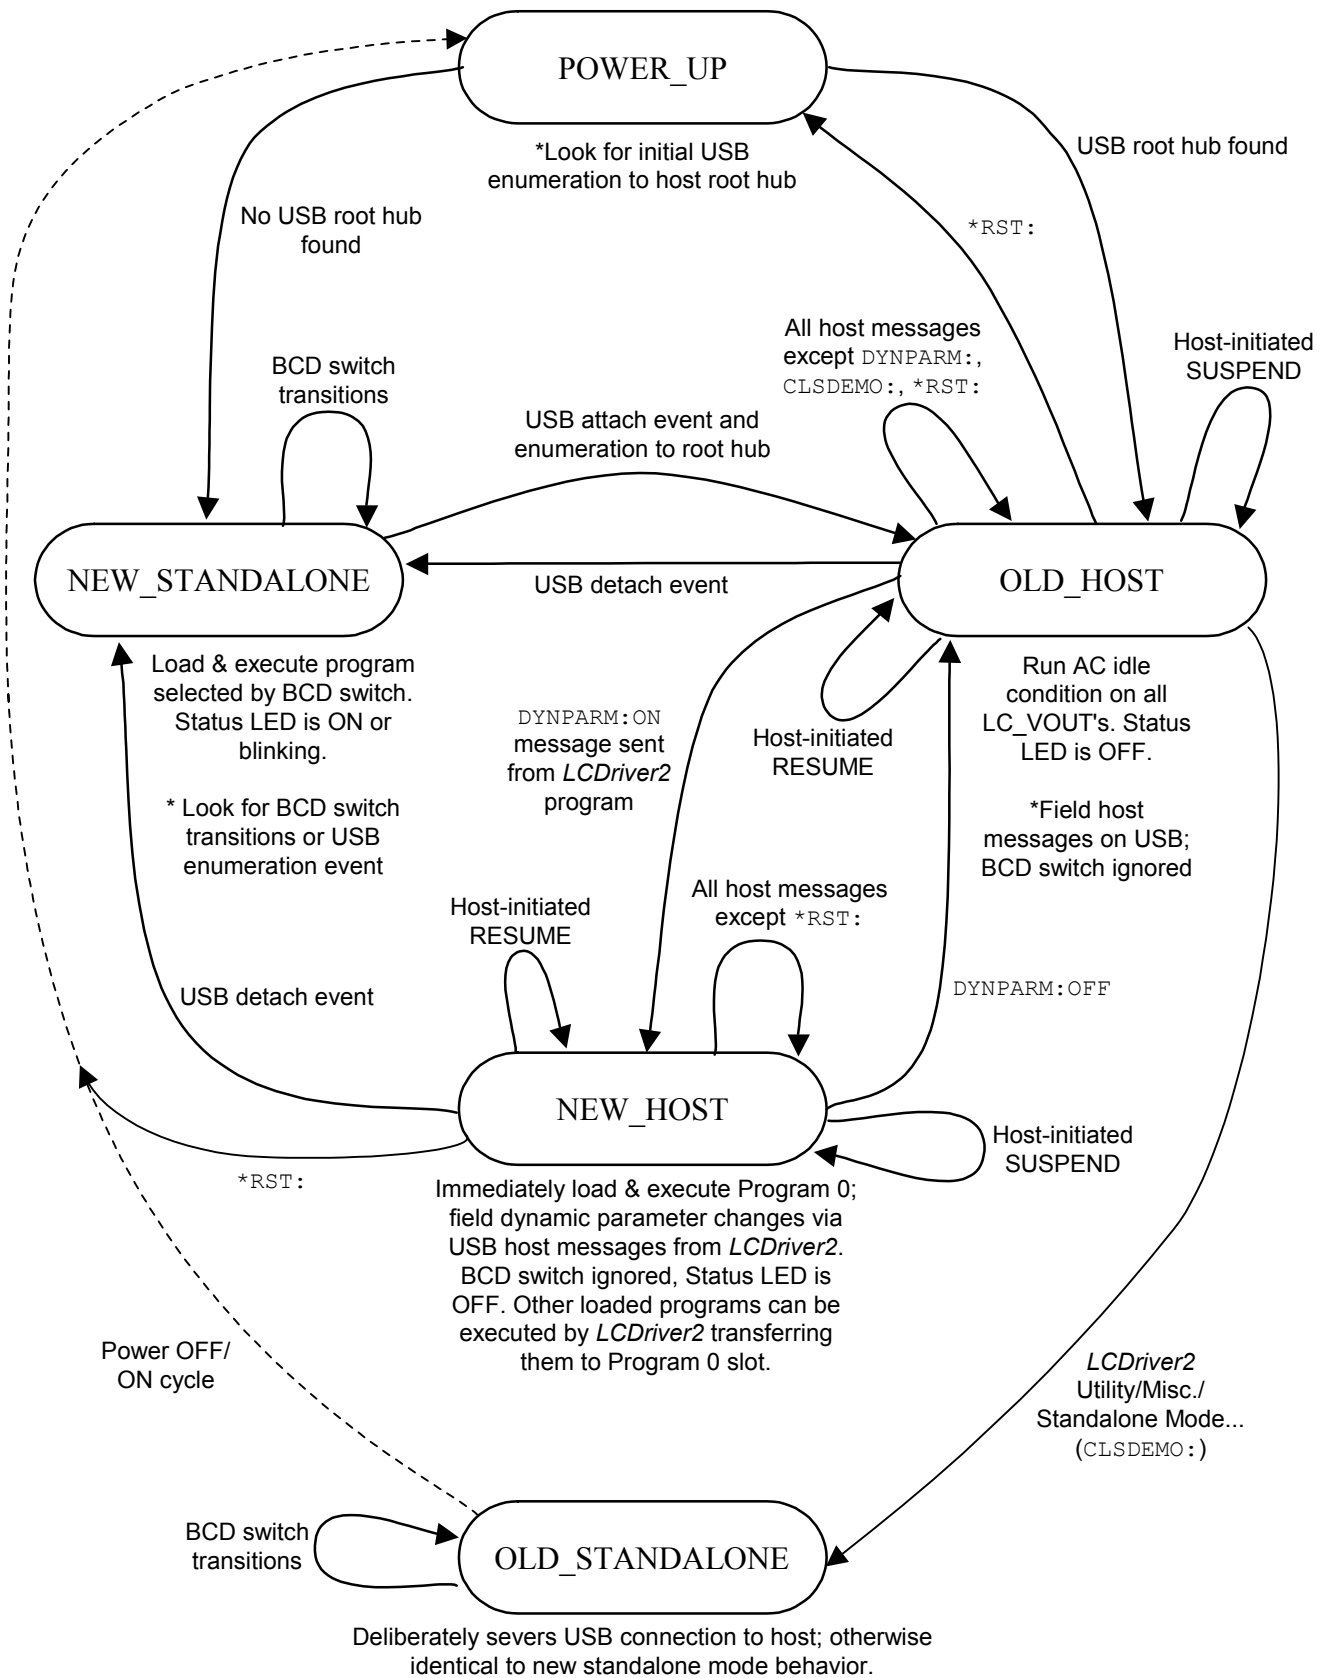 POWER_UP
*Look for initial USB
enumeration to host root hub
USB root hub found
No USB root hub
found
*RST:
All host messages
except DYNPARM:,
CLSDEMO:, *RST:
Host-initiated
SUSPEND
BCD switch
transitions
USB attach event and
enumeration to root hub
NEW_STANDALONE
USB detach event
OLD_HOST
Load & execute program
selected by BCD switch.
Status LED is ON or
blinking.
* Look for BCD switch
transitions or USB
enumeration event
DYNPARM:ON
message sent
from LCDriver2
program
Host-initiated
RESUME
Run AC idle
condition on all
LC_VOUT's. Status
LED is OFF.
*Field host
messages on USB;
BCD switch ignored
Host-initiated
RESUME
All host messages
except *RST:
USB detach event
DYNPARM:OFF
NEW_HOST
Host-initiated
SUSPEND
*RST:
Immediately load & execute Program 0;
field dynamic parameter changes via
USB host messages from LCDriver2.
BCD switch ignored, Status LED is
OFF. Other loaded programs can be
executed by LCDriver2 transferring
them to Program 0 slot.
Power OFF/
ON cycle
LCDriver2
Utility/Misc./
Standalone Mode...
(CLSDEMO:)
BCD switch
transitions
OLD_STANDALONE
Deliberately severs USB connection to host; otherwise
identical to new standalone mode behavior.